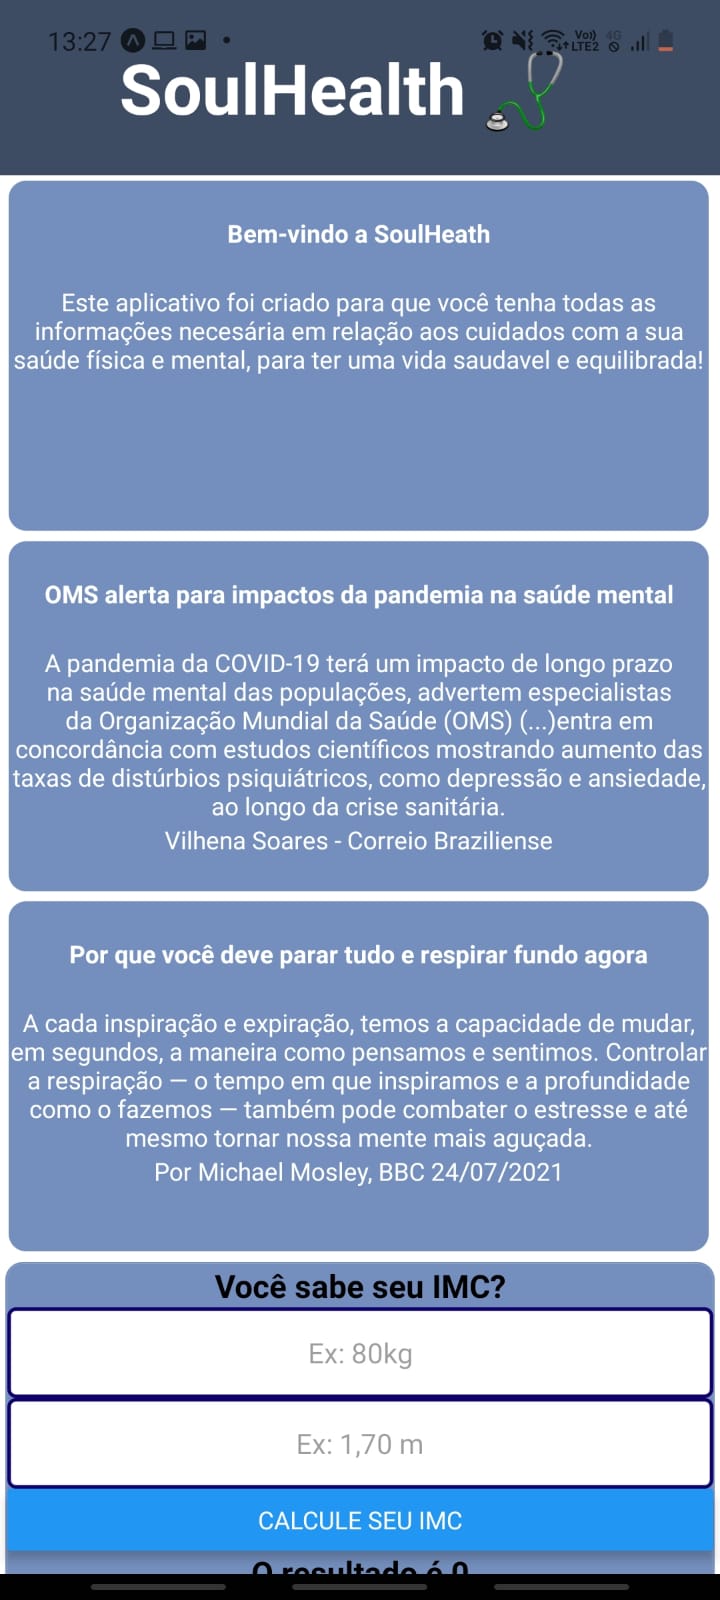 13:27
Vo))
LTE2
4G
SoulHealth
Bem-vindo a SoulHeath
Este aplicativo foi criado para que você tenha todas as
informações necesária em relação aos cuidados com a sua
saúde física e mental, para ter uma vida saudavel e equilibrada!
OMS alerta para impactos da pandemia na saúde mental
A pandemia da COVID-19 terá um impacto de longo prazo
na saúde mental das populações, advertem especialistas
da Organização Mundial da Saúde (OMS) (...)entra em
concordância com estudos científicos mostrando aumento das
taxas de distúrbios psiquiátricos, como depressão e ansiedade,
ao longo da crise sanitária.
Vilhena Soares - Correio Braziliense
Por que você deve parar tudo e respirar fundo agora
A cada inspiração e expiração, temos a capacidade de mudar,
em segundos, a maneira como pensamos e sentimos. Controlar
a respiração — o tempo em que inspiramos e a profundidade
como o fazemos — também pode combater o estresse e até
mesmo tornar nossa mente mais aguçada.
Por Michael Mosley, BBC 24/07/2021
Você sabe seu IMC?
Ex: 80kg
Ex: 1,70 m
CALCULE SEU IMC
O resultado é 0